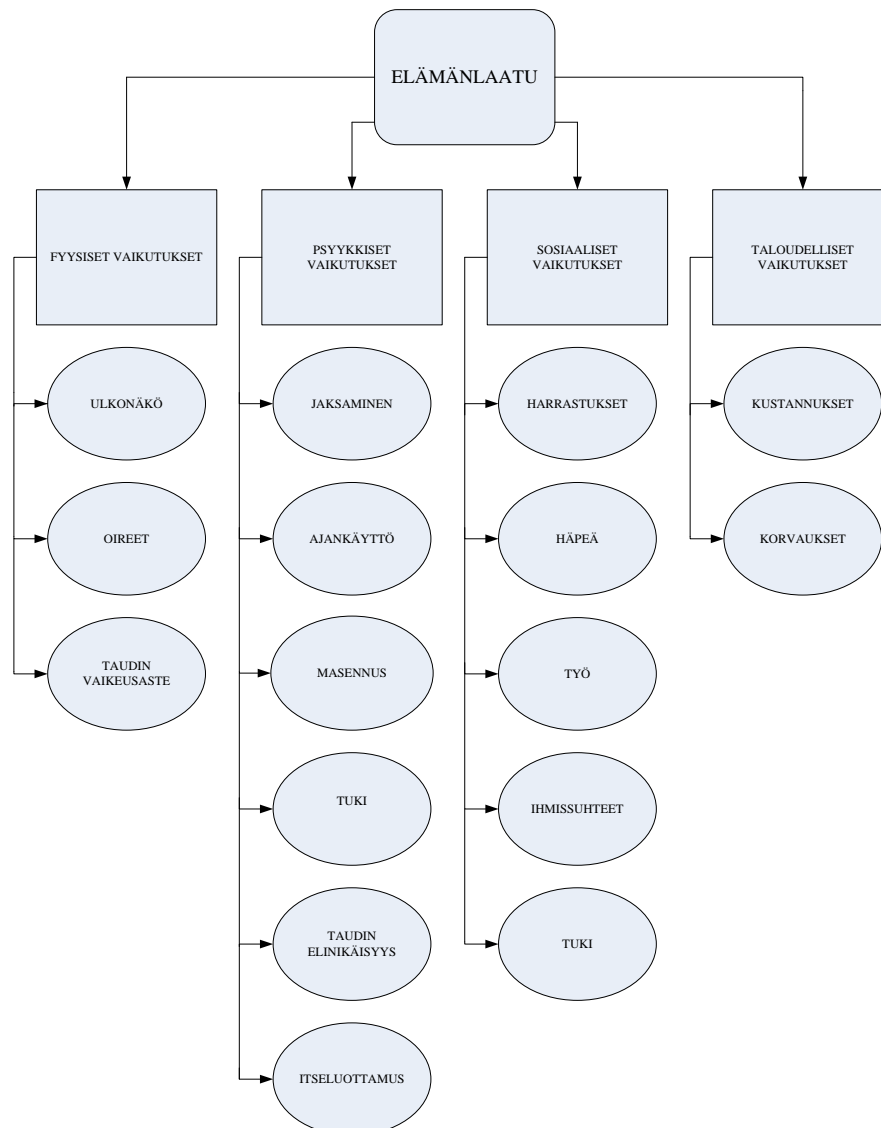 ELÄMÄNLAATU
FYYSISET VAIKUTUKSET
PSYYKKISET
VAIKUTUKSET
SOSIAALISET
VAIKUTUKSET
TALOUDELLISET
VAIKUTUKSET
ULKONÄKÖ
JAKSAMINEN
HARRASTUKSET
KUSTANNUKSET
OIREET
AJANKÄYTTÖ
HÄPEÄ
KORVAUKSET
TAUDIN
VAIKEUSASTE
MASENNUS
TYÖ
TUKI
IHMISSUHTEET
TAUDIN
ELINIKÄISYYS
TUKI
ITSELUOTTAMUS